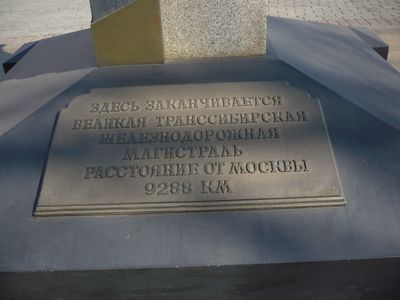 ЗДЕСЬ ЗАКАНЧИВАЕТСЯ
ВЕЛИКАЯ ТРАНССИБИРСКАЯ
ЖЕЛЕЗНОДОРОЖНАЯ
МАГИСТРАЛЬ
РАССТОЯНИЕ ОТ МОСКВЫ
9288 КМ